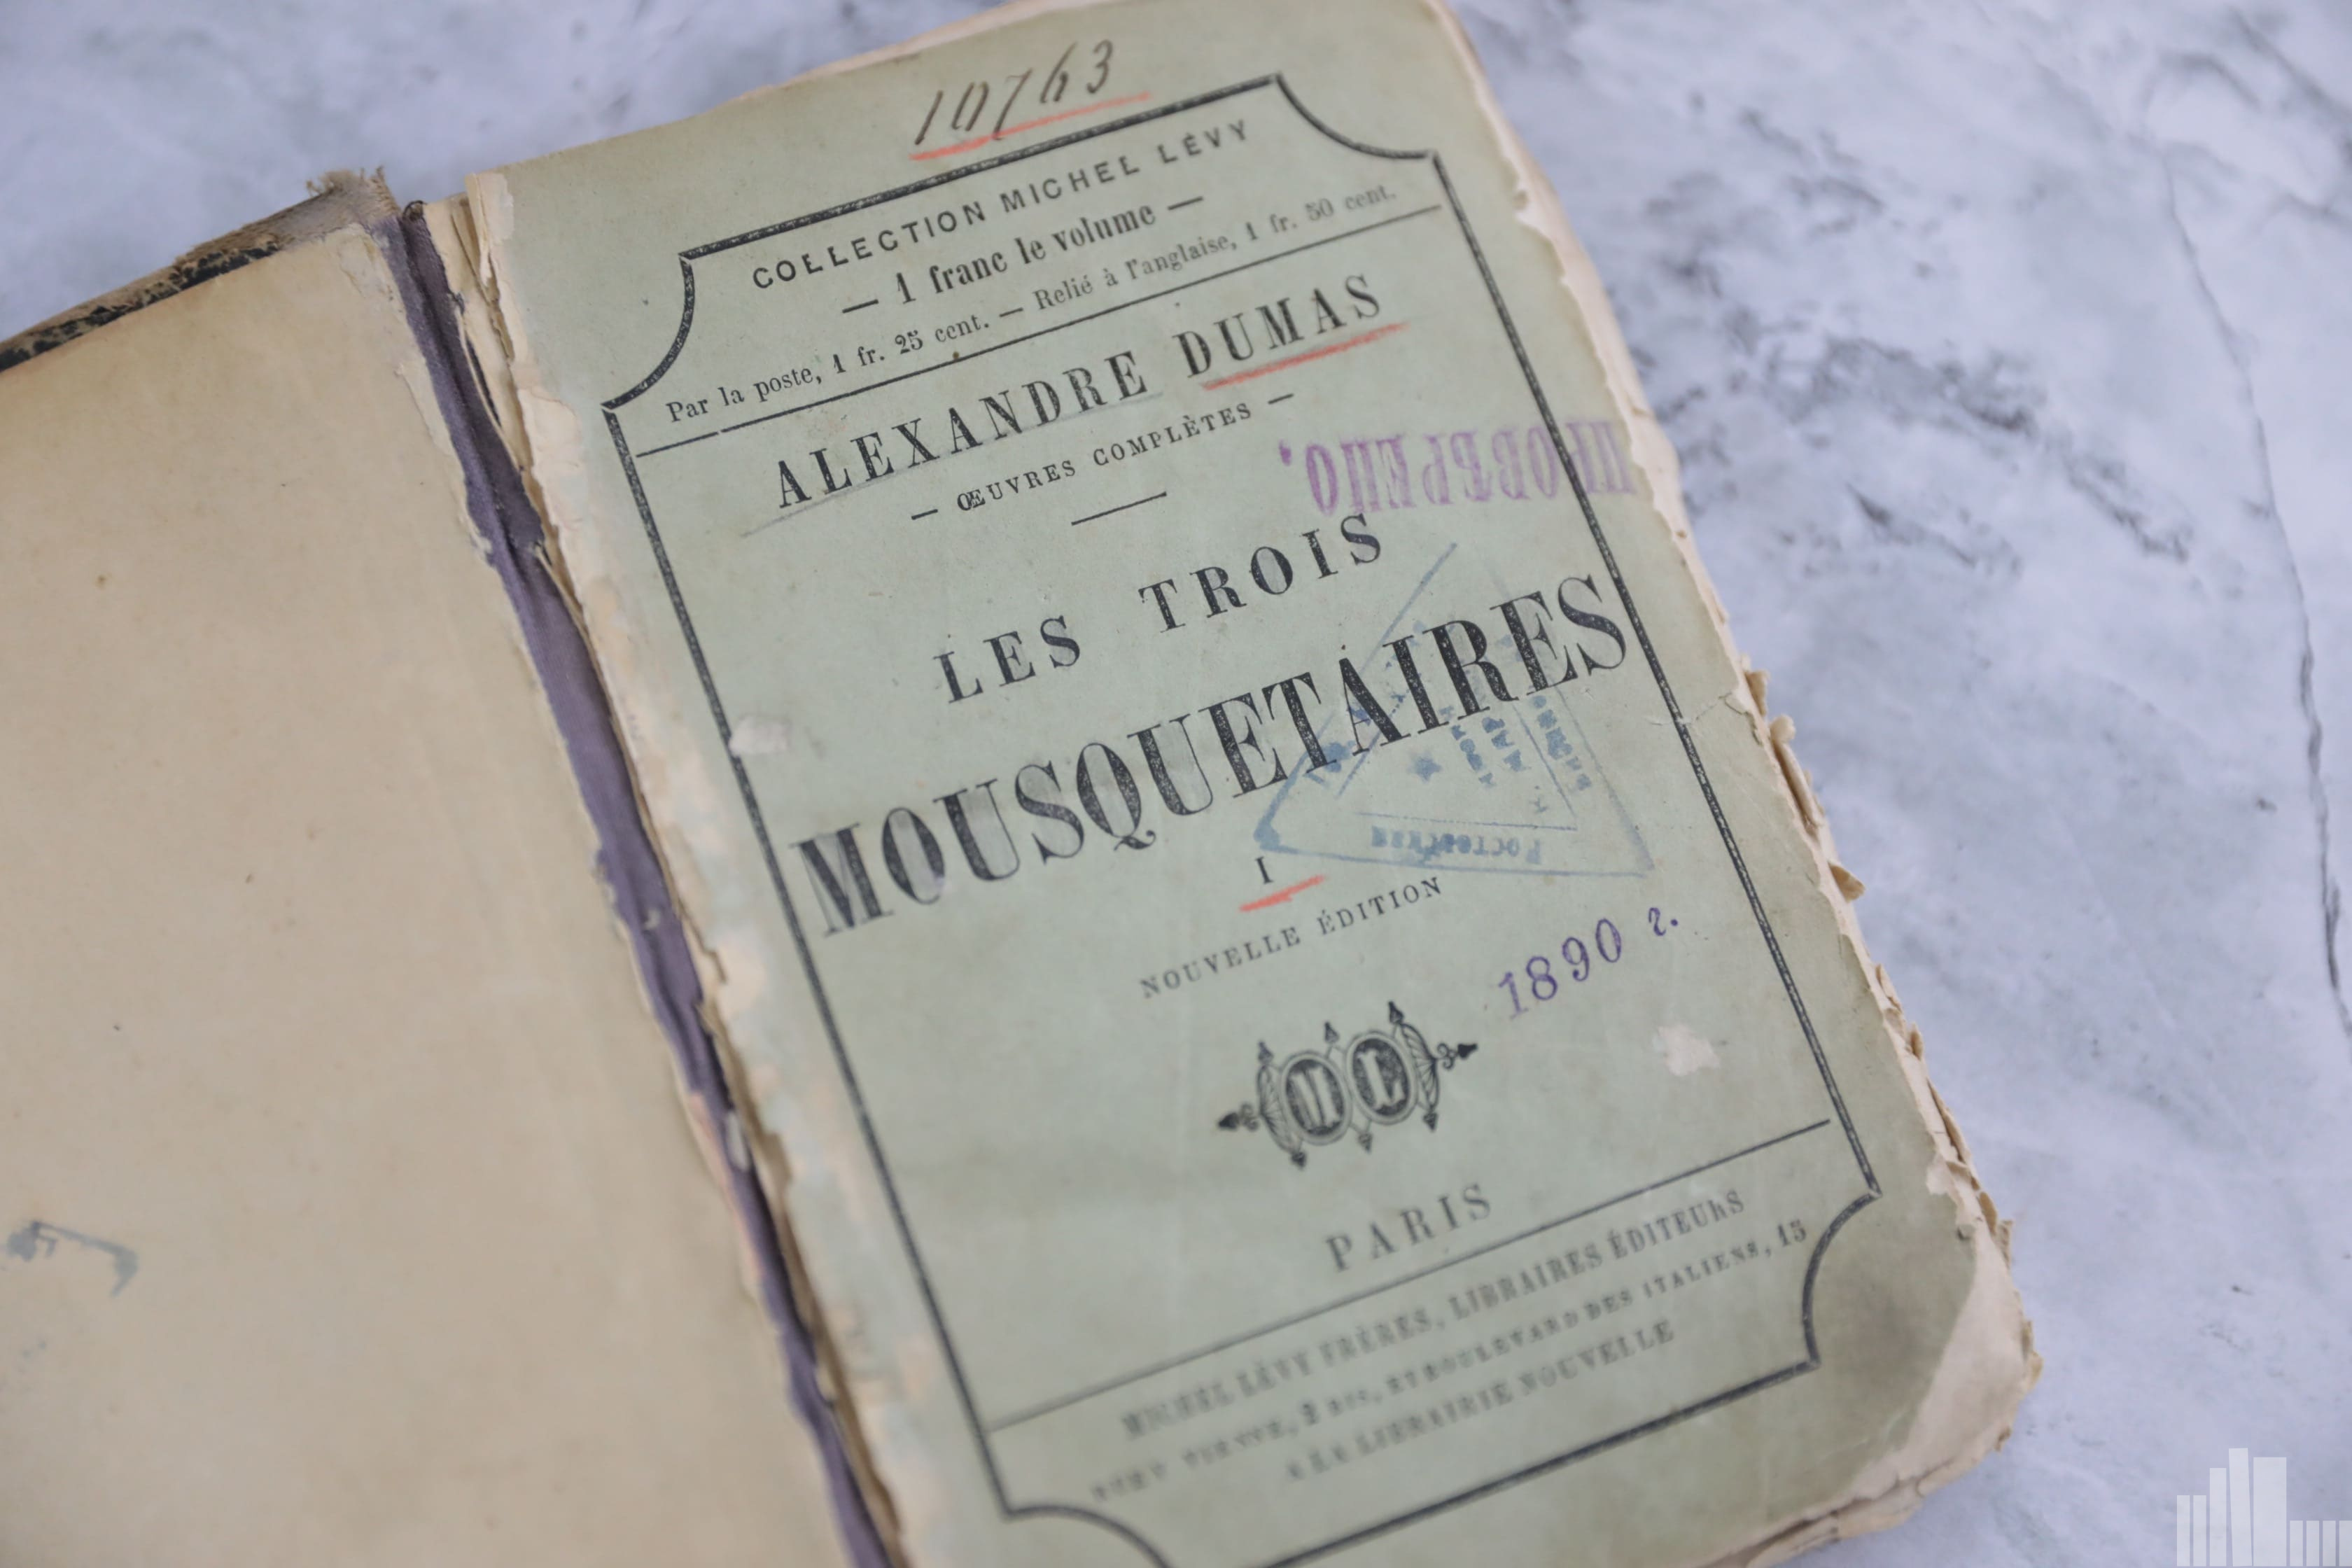 10763
COLLECTION MICHEL LÉVY
— 1 franc le volume —
Par la poste, 1 fr. 25 cent. — Relié à l'anglaise, 1 fr. 50 cent.
ALEXANDRE DUMAS
— ŒUVRES COMPLÈTES —
ПРОВѢРЕНО,
LES TROIS
MOUSQUETAIRES
I
NOUVELLE ÉDITION
1890 г.
PARIS
MICHEL LÉVY FRÈRES, LIBRAIRES ÉDITEURS
RUE VIVIENNE, 2 BIS, ET BOULEVARD DES ITALIENS, 15
A LA LIBRAIRIE NOUVELLE